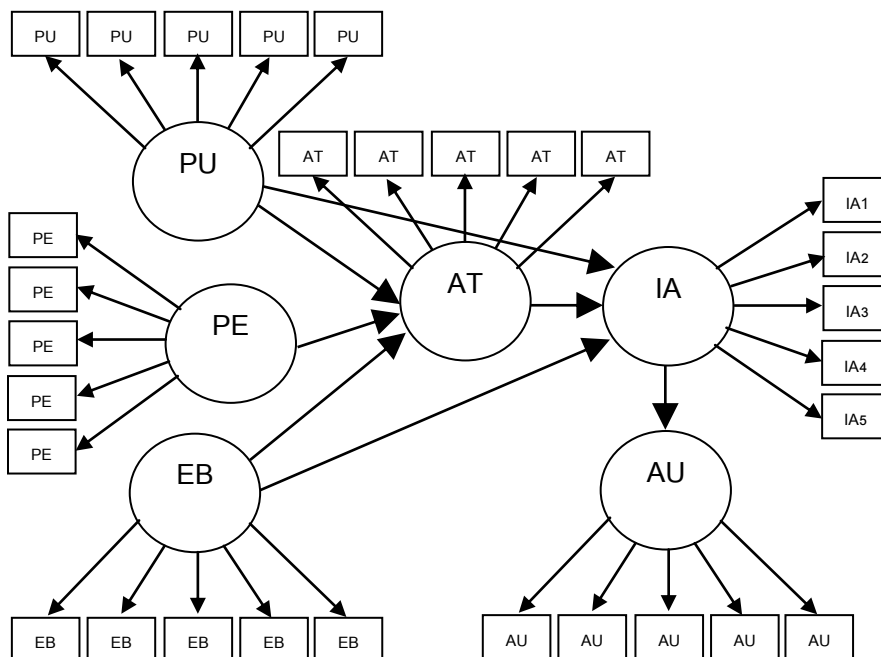 PU PU PU PU PU
PU
AT AT AT AT AT
IA1
PE
IA2
PE
AT
IA
IA3
PE
PE
IA4
PE
IA5
PE
EB
AU
EB EB EB EB EB
AU AU AU AU AU